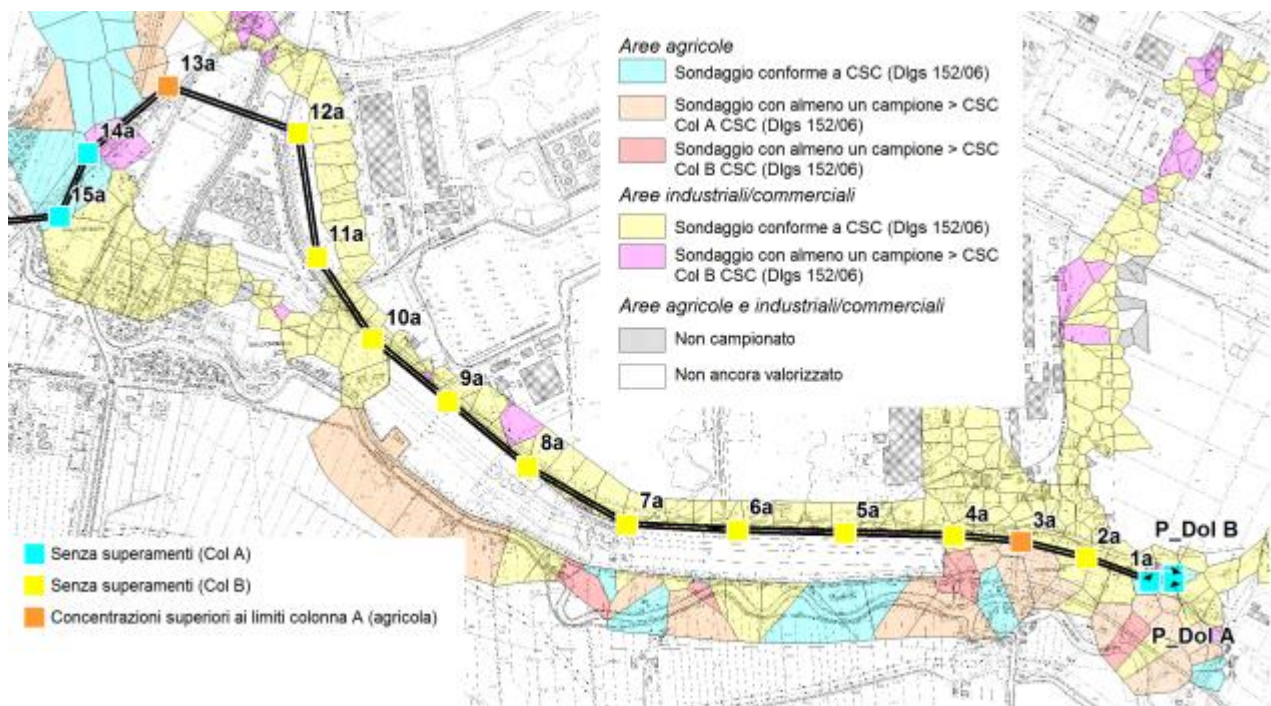 Aree agricole
Sondaggio conforme a CSC (Dlgs 152/06)
Sondaggio con almeno un campione > CSC
Col A CSC (Dlgs 152/06)
Sondaggio con almeno un campione > CSC
Col B CSC (Dlgs 152/06)
Aree industriali/commerciali
Sondaggio conforme a CSC (Dlgs 152/06)
Sondaggio con almeno un campione > CSC
Col B CSC (Dlgs 152/06)
Aree agricole e industriali/commerciali
Non campionato
Non ancora valorizzato
13a
12a
14a
15a
11a
10a
9a
8a
7a
6a
5a
4a
3a
2a
1a
P_Dol B
P_Dol A
Senza superamenti (Col A)
Senza superamenti (Col B)
Concentrazioni superiori ai limiti colonna A (agricola)